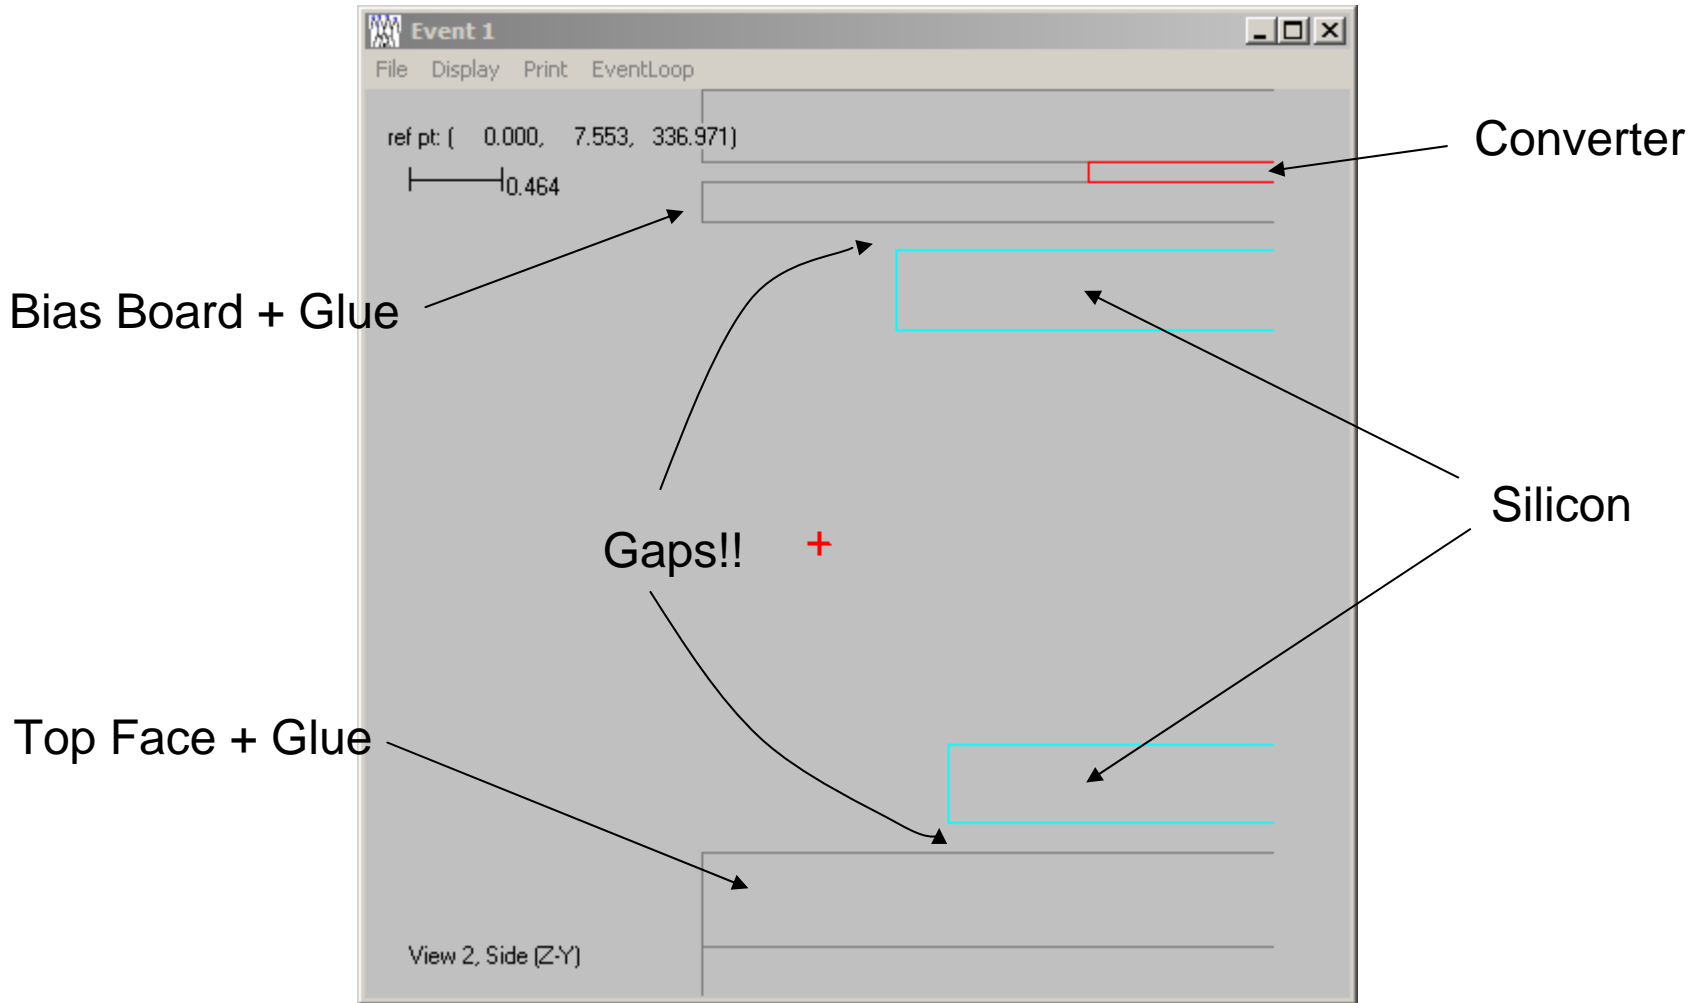 Event 1
File Display Print EventLoop
ref pt: ( 0.000, 7.553, 336.971)
Converter
0.464
Bias Board + Glue
Silicon
Gaps!!
Top Face + Glue
View 2, Side (Z-Y)